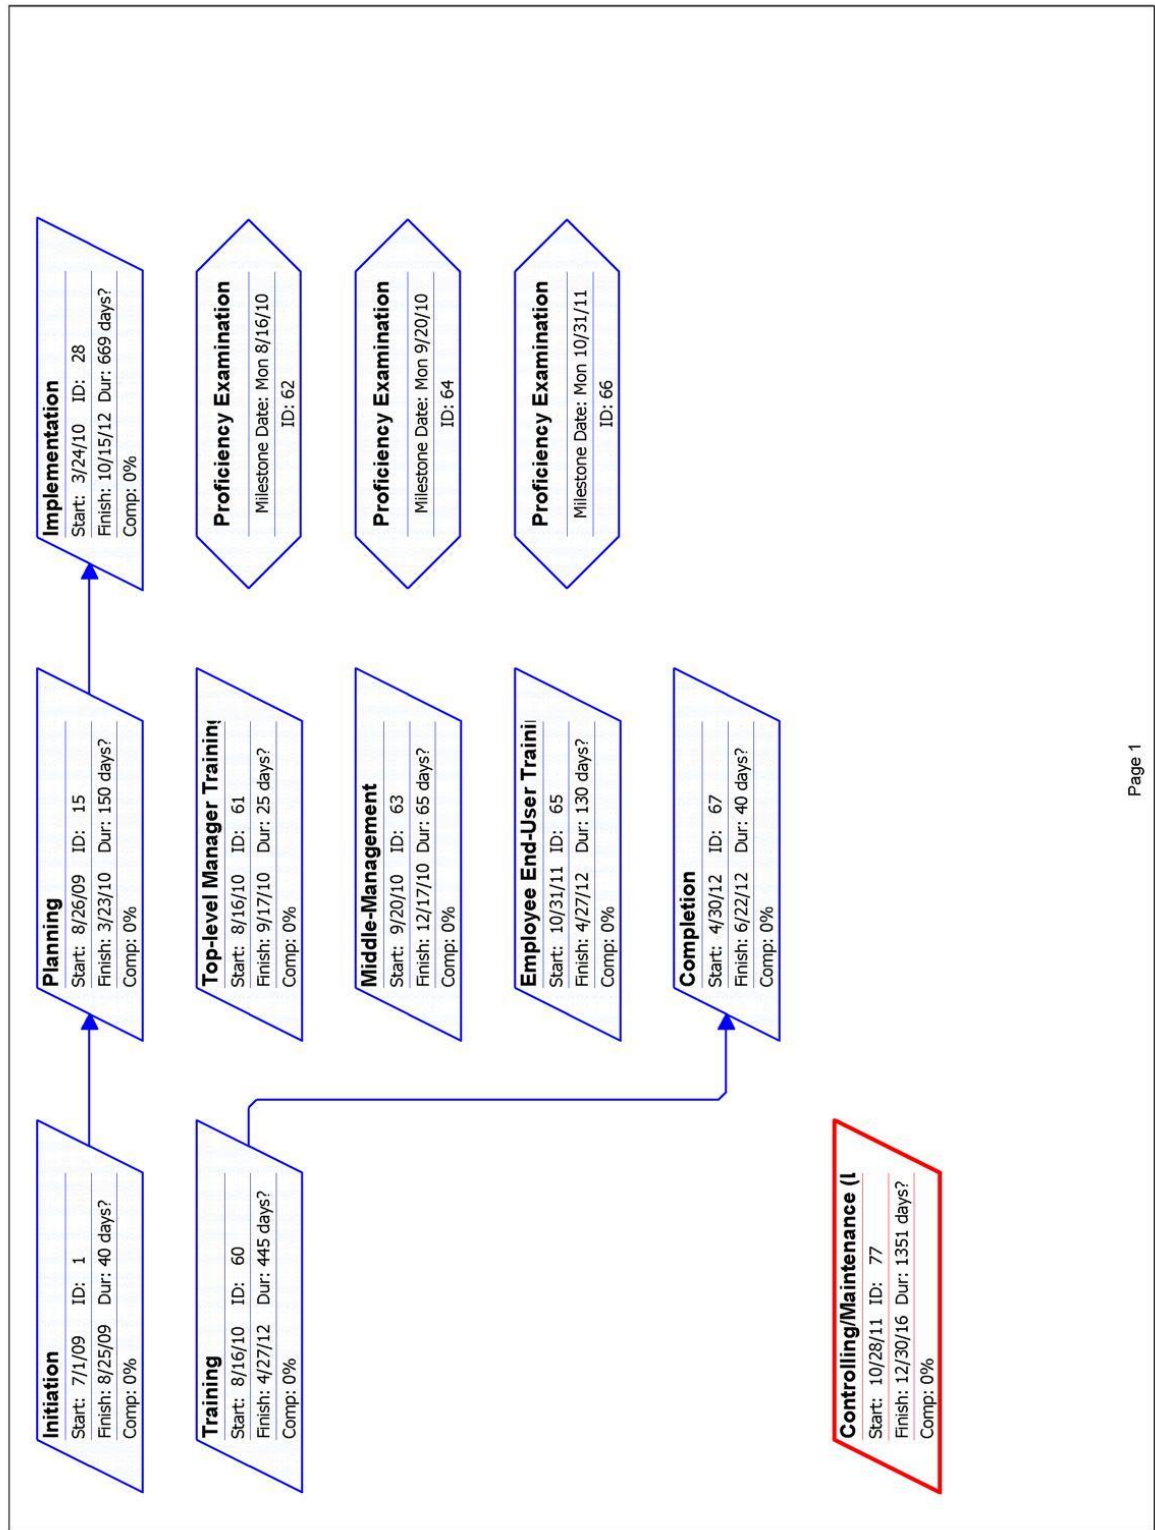 Initiation
Start: 7/1/09 ID: 1
Finish: 8/25/09 Dur: 40 days?
Comp: 0%
Planning
Start: 8/26/09 ID: 15
Finish: 3/23/10 Dur: 150 days?
Comp: 0%
Implementation
Start: 3/24/10 ID: 28
Finish: 10/15/12 Dur: 669 days?
Comp: 0%
Training
Start: 8/16/10 ID: 60
Finish: 4/27/12 Dur: 445 days?
Comp: 0%
Top-level Manager Training
Start: 8/16/10 ID: 61
Finish: 9/17/10 Dur: 25 days?
Comp: 0%
Proficiency Examination
Milestone Date: Mon 8/16/10
ID: 62
Middle-Management
Start: 9/20/10 ID: 63
Finish: 12/17/10 Dur: 65 days?
Comp: 0%
Proficiency Examination
Milestone Date: Mon 9/20/10
ID: 64
Employee End-User Traini
Start: 10/31/11 ID: 65
Finish: 4/27/12 Dur: 130 days?
Comp: 0%
Proficiency Examination
Milestone Date: Mon 10/31/11
ID: 66
Completion
Start: 4/30/12 ID: 67
Finish: 6/22/12 Dur: 40 days?
Comp: 0%
Controlling/Maintenance (
Start: 10/28/11 ID: 77
Finish: 12/30/16 Dur: 1351 days?
Comp: 0%
Page 1